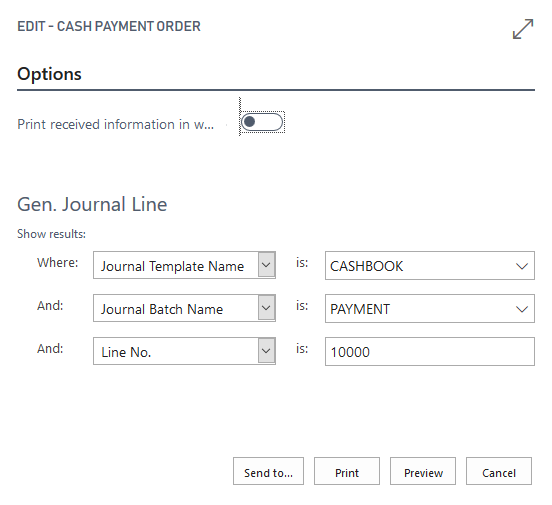 EDIT - CASH PAYMENT ORDER
Options
Print received information in w...
Gen. Journal Line
Show results:
Where: Journal Template Name is: CASHBOOK
And: Journal Batch Name is: PAYMENT
And: Line No. is: 10000
Send to... Print Preview Cancel